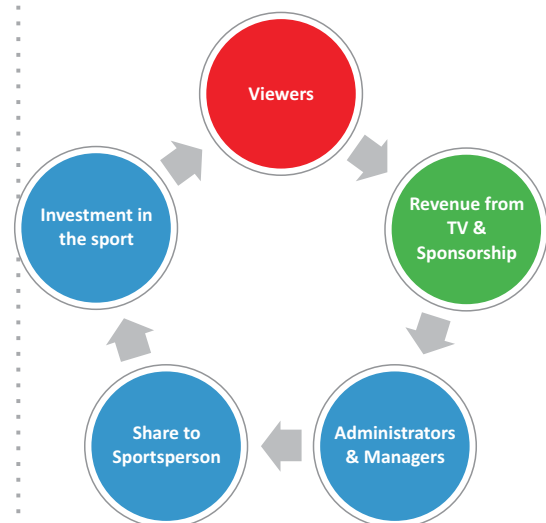 Viewers
Revenue from
TV &
Sponsorship
Administrators
& Managers
Share to
Sportsperson
Investment in
the sport